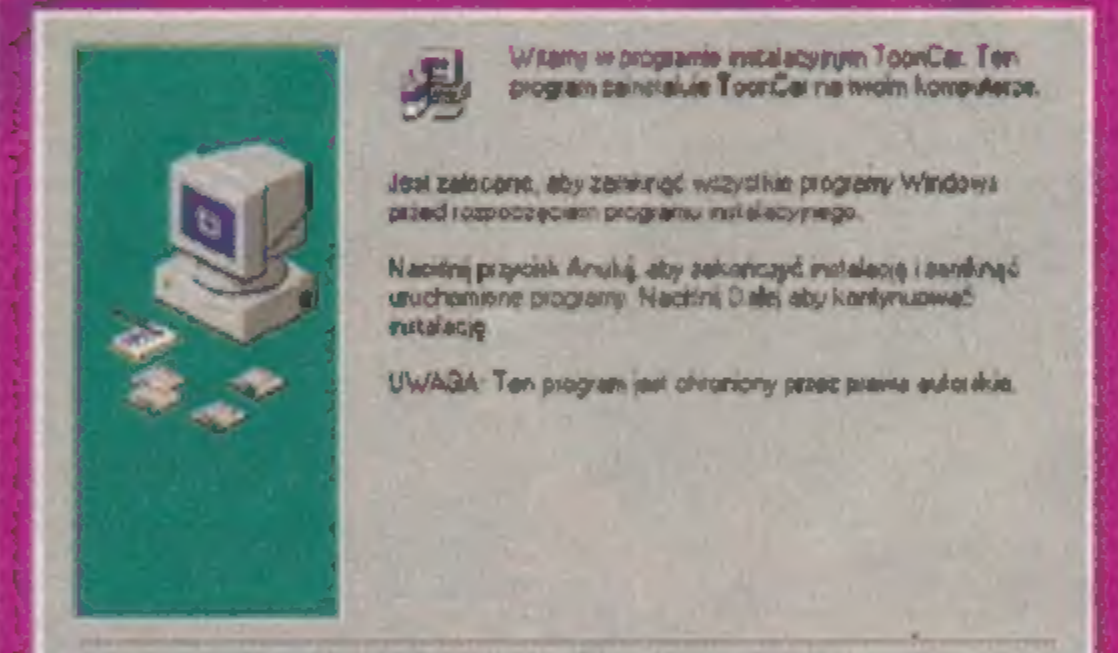 Witamy w programie instalacyjnym ToonCar. Ten
program zainstaluje ToonCar na twoim komputerze.
Jest zalecane, aby zamknąć wszystkie programy Windows
przed rozpoczęciem programu instalacyjnego.
Naciśnij przycisk Anuluj, aby zakończyć instalację i zamknąć
uruchomione programy. Naciśnij Dalej aby kontynuować
instalację.
UWAGA: Ten program jest chroniony przez prawa autorskie.